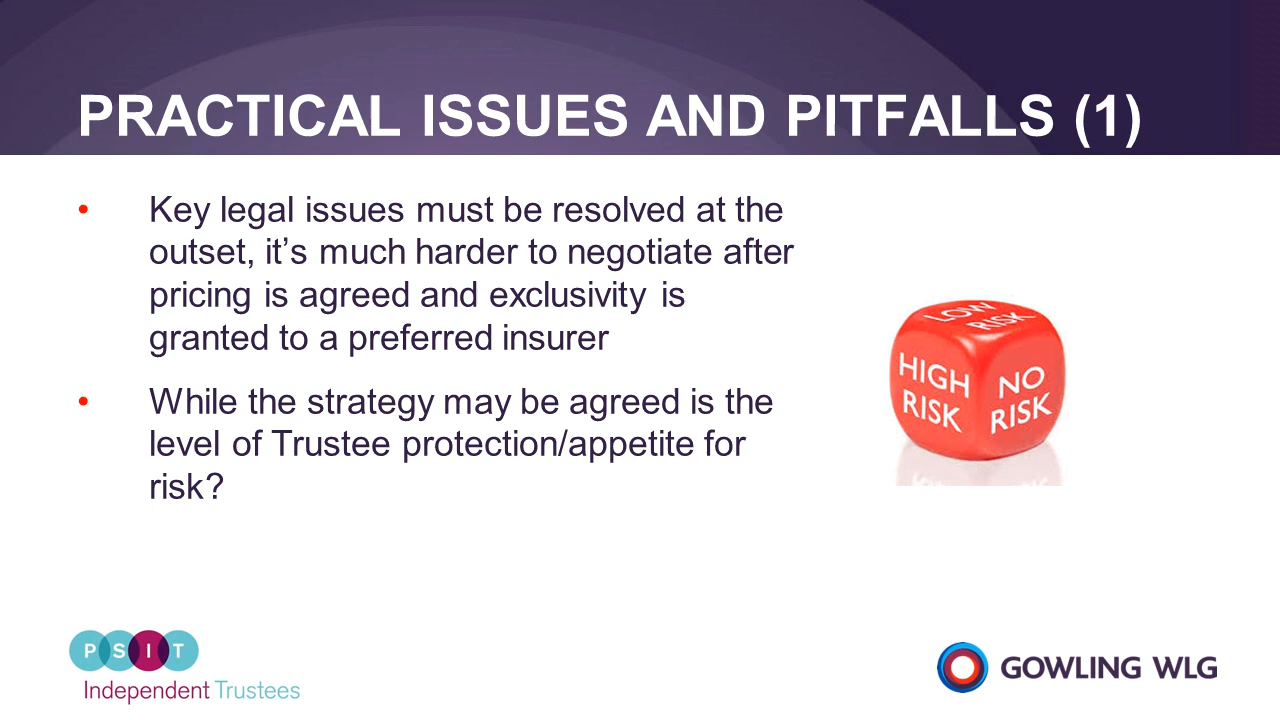 PRACTICAL ISSUES AND PITFALLS (1)
• Key legal issues must be resolved at the
outset, it’s much harder to negotiate after
pricing is agreed and exclusivity is
granted to a preferred insurer
• While the strategy may be agreed is the
level of Trustee protection/appetite for
risk?
LOW
RISK
HIGH
RISK
NO
RISK
PSIT
Independent Trustees
GOWLING WLG